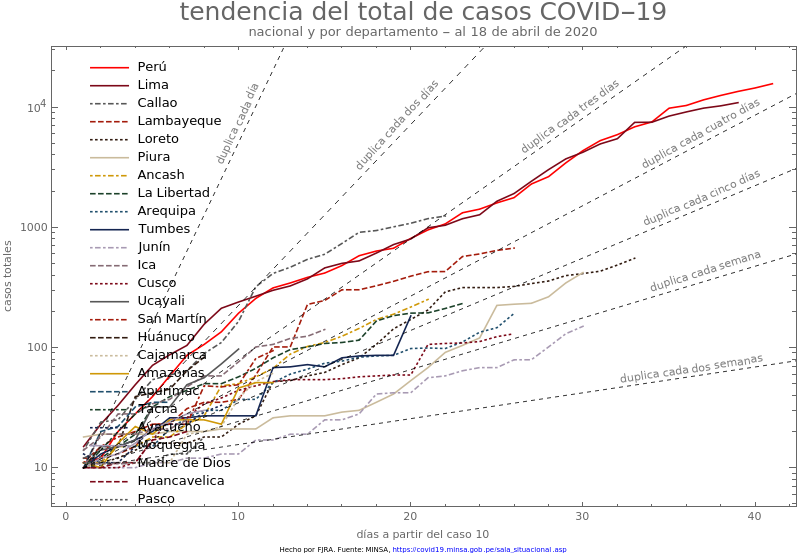 tendencia del total de casos COVID−19
nacional y por departamento − al 18 de abril de 2020
Perú
Lima
Callao
Lambayeque
Loreto
Piura
Ancash
La Libertad
Arequipa
Tumbes
Junín
Ica
Cusco
Ucayali
San Martín
Huánuco
Cajamarca
Amazonas
Apurímac
Tacna
Ayacucho
Moquegua
Madre de Dios
Huancavelica
Pasco
duplica cada día
duplica cada dos días
duplica cada tres días
duplica cada cuatro días
duplica cada cinco días
duplica cada semana
duplica cada dos semanas
casos totales
10⁴
1000
100
10
0 10 20 30 40
días a partir del caso 10
Hecho por FJRA. Fuente: MINSA, https://covid19.minsa.gob.pe/sala_situacional.asp